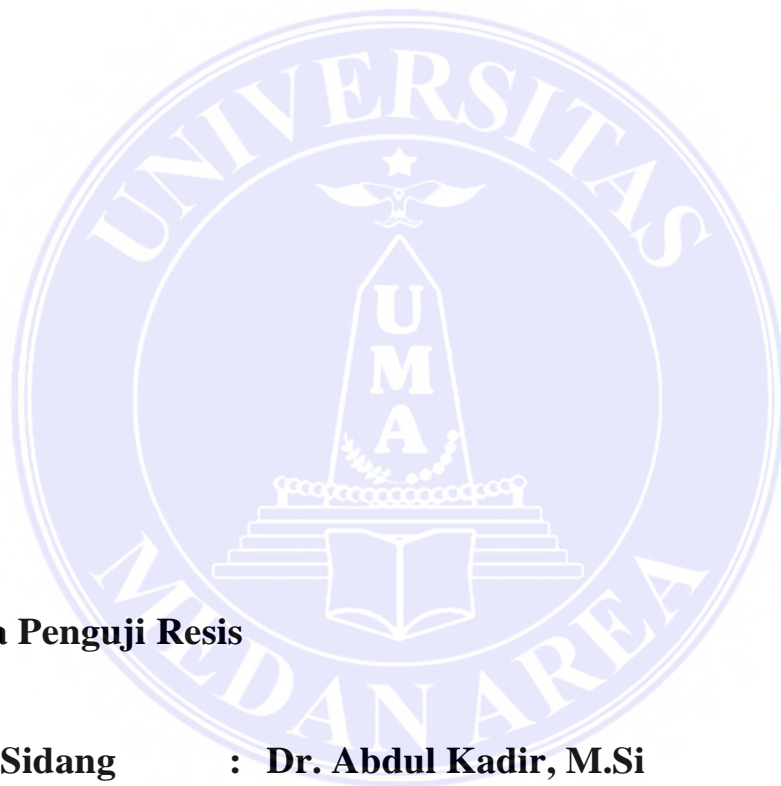 UNIVERSITAS
U
M
A
a Penguji Resis
MEDAN AREA
Sidang : Dr. Abdul Kadir, M.Si